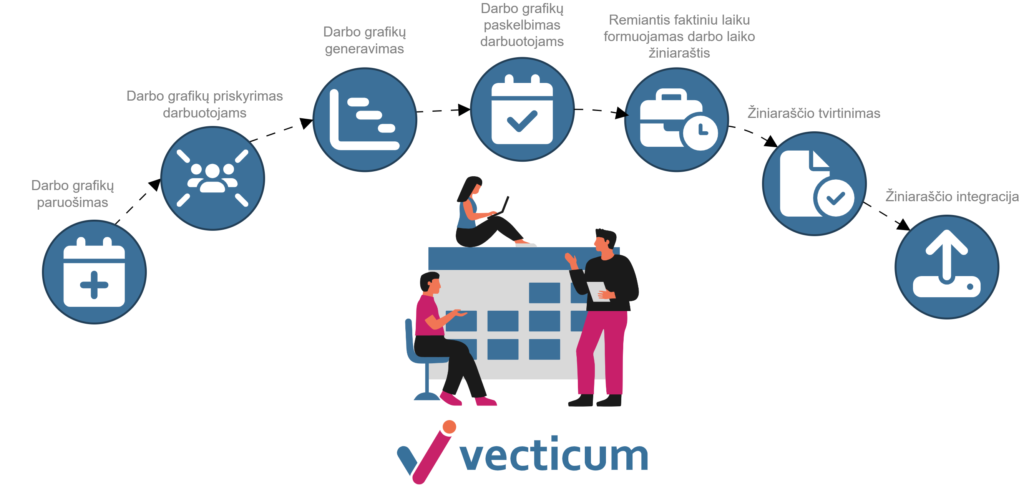 Darbo grafikų
paruošimas
Darbo grafikų priskyrimas
darbuotojams
Darbo grafikų
generavimas
Darbo grafikų
paskelbimas
darbuotojams
Remiantis faktiniu laiku
formuojamas darbo laiko
žiniaraštis
Žiniaraščio tvirtinimas
Žiniaraščio integracija
vecticum